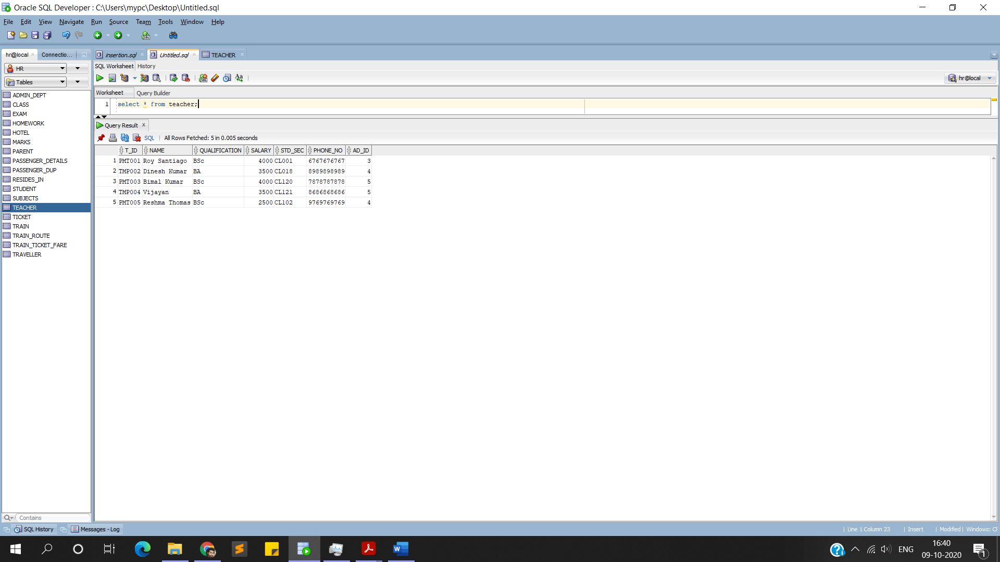 Oracle SQL Developer : C:\Users\mypc\Desktop\Untitled.sql
File Edit View Navigate Run Source Team Tools Window Help
hr@local Connectio... insertion.sql Untitled.sql TEACHER
SQL Worksheet History
HR
Tables
hr@local
Worksheet Query Builder
1 select * from teacher;
ADMIN_DEPT
CLASS
EXAM
HOMEWORK
HOTEL
MARKS
PARENT
PASSENGER_DETAILS
PASSENGER_DUP
RESIDES_IN
STUDENT
SUBJECTS
TEACHER
TICKET
TRAIN
TRAIN_ROUTE
TRAIN_TICKET_FARE
TRAVELLER
Query Result
SQL | All Rows Fetched: 5 in 0.005 seconds
T_ID NAME QUALIFICATION SALARY STD_SEC PHONE_NO AD_ID
1 PMT001 Roy Santiago BSc 4000 CL001 6767676767 3
2 TMP002 Dinesh Kumar BA 3500 CL018 8989898989 4
3 PMT003 Bimal Kumar BSc 4000 CL120 7878787878 5
4 TMP004 Vijayan BA 3500 CL121 8686868686 5
5 PMT005 Reshma Thomas BSc 2500 CL102 9769769769 4
Contains
SQL History Messages - Log
| Line 1 Column 23 | Insert | Modified | Windows: CF
ENG
16:40
09-10-2020
1